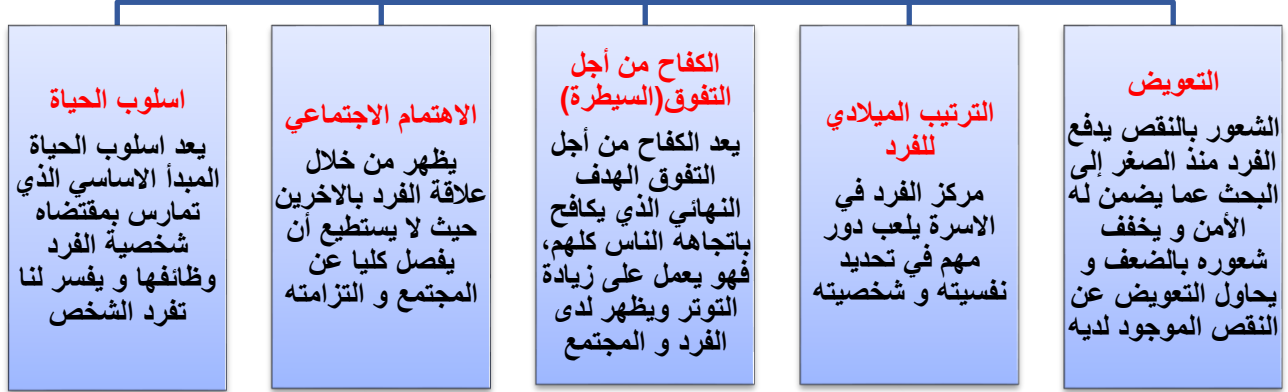 التعويض
الشعور بالنقص يدفع
الفرد منذ الصغر إلى
البحث عما يضمن له
الأمن و يخفف
شعوره بالضعف و
يحاول التعويض عن
النقص الموجود لديه
الترتيب الميلادي
للفرد
مركز الفرد في
الاسرة يلعب دور
مهم في تحديد
نفسيته و شخصيته
الكفاح من أجل
التفوق(السيطرة)
يعد الكفاح من أجل
التفوق الهدف
النهائي الذي يكافح
باتجاهه الناس كلهم،
فهو يعمل على زيادة
التوتر ويظهر لدى
الفرد و المجتمع
الاهتمام الاجتماعي
يظهر من خلال
علاقة الفرد بالاخرين
حيث لا يستطيع أن
يفصل كليا عن
المجتمع و التزامته
اسلوب الحياة
يعد اسلوب الحياة
المبدأ الاساسي الذي
تمارس بمقتضاه
شخصية الفرد
وظائفها و يفسر لنا
تفرد الشخص